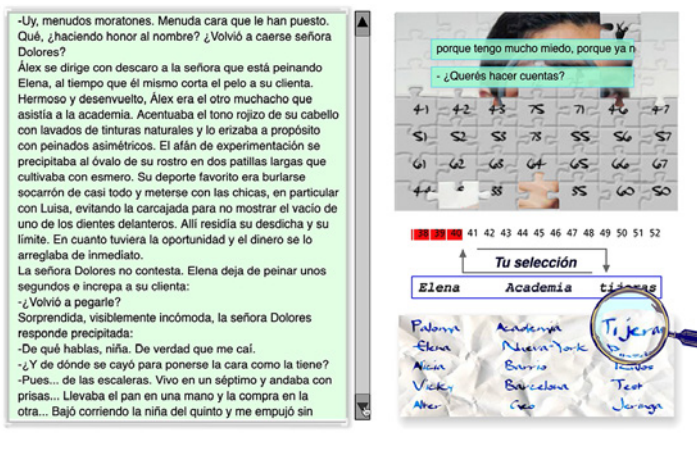 -Uy, menudos moratones. Menuda cara que le han puesto.
Qué, ¿haciendo honor al nombre? ¿Volvió a caerse señora
Dolores?
Álex se dirige con descaro a la señora que está peinando
Elena, al tiempo que él mismo corta el pelo a su clienta.
Hermoso y desenvuelto, Álex era el otro muchacho que
asistía a la academia. Acentuaba el tono rojizo de su cabello
con lavados de tinturas naturales y lo erizaba a propósito
con peinados asimétricos. El afán de experimentación se
precipitaba al óvalo de su rostro en dos patillas largas que
cultivaba con esmero. Su deporte favorito era burlarse
socarrón de casi todo y meterse con las chicas, en particular
con Luisa, evitando la carcajada para no mostrar el vacío de
uno de los dientes delanteros. Allí residía su desdicha y su
límite. En cuanto tuviera la oportunidad y el dinero se lo
arreglaba de inmediato.
La señora Dolores no contesta. Elena deja de peinar unos
segundos e increpa a su clienta:
-¿Volvió a pegarle?
Sorprendida, visiblemente incómoda, la señora Dolores
responde precipitada:
-De qué hablas, niña. De verdad que me caí.
-¿Y de dónde se cayó para ponerse la cara como la tiene?
-Pues... de las escaleras. Vivo en un séptimo y andaba con
prisas... Llevaba el pan en una mano y la compra en la
otra... Bajó corriendo la niña del quinto y me empujó sin
porque tengo mucho miedo, porque ya n
- ¿Querés hacer cuentas?
41 42 43 75 71 46 47
51 52 53 78 55 56 57
61 62 63 64 65 66 67
44 55 60 50
38 39 40 41 42 43 44 45 46 47 48 49 50 51 52
Tu selección
Elena Academia tijeras
Paloma Academia Tijeras
Elena Nueva-York
Alicia Barrio
Vicky Barcelona Test
Alter Jeringa